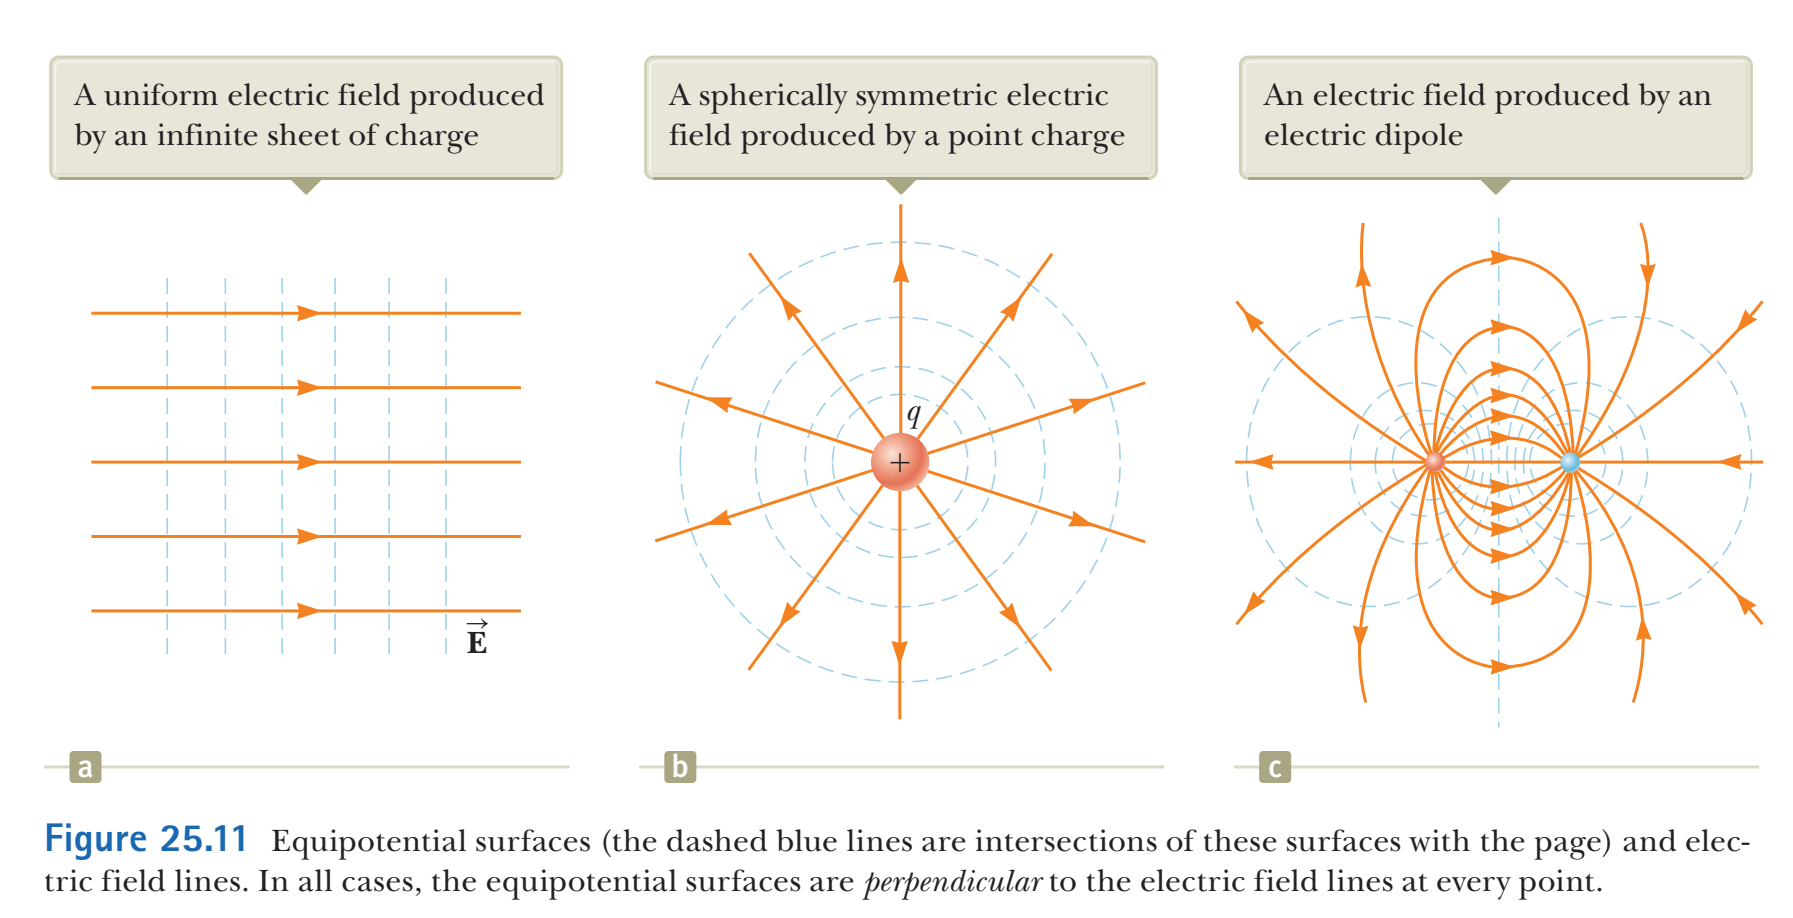 A uniform electric field produced
by an infinite sheet of charge
A spherically symmetric electric
field produced by a point charge
An electric field produced by an
electric dipole
q
+
E⃗
a
b
c
Figure 25.11 Equipotential surfaces (the dashed blue lines are intersections of these surfaces with the page) and elec-
tric field lines. In all cases, the equipotential surfaces are perpendicular to the electric field lines at every point.